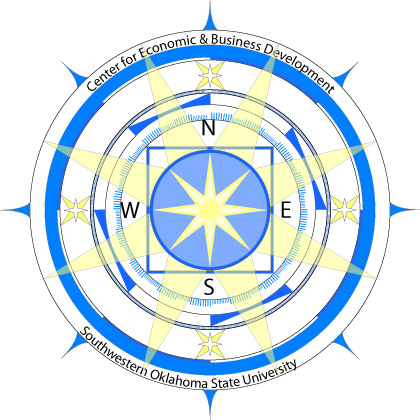 Center for Economic & Business Development
N
W
E
S
Southwestern Oklahoma State University